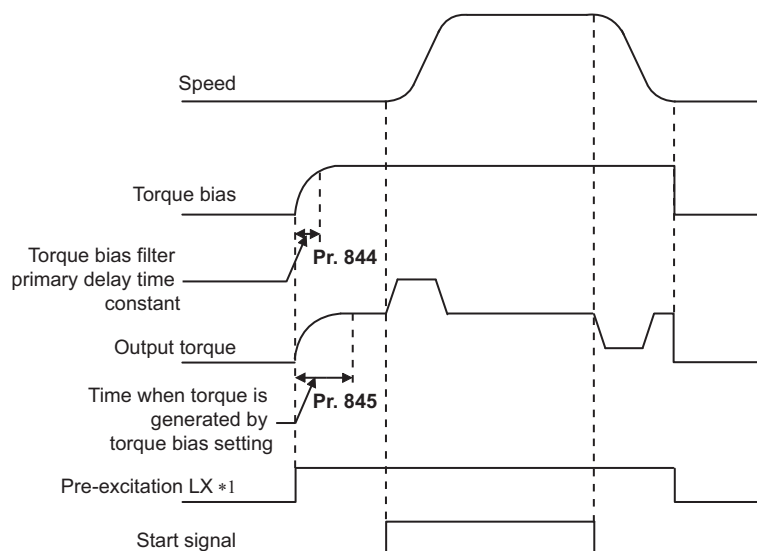 Speed
Torque bias
Torque bias filter
primary delay time
constant
Pr. 844
Output torque
Time when torque is
generated by
torque bias setting
Pr. 845
Pre-excitation LX *1
Start signal